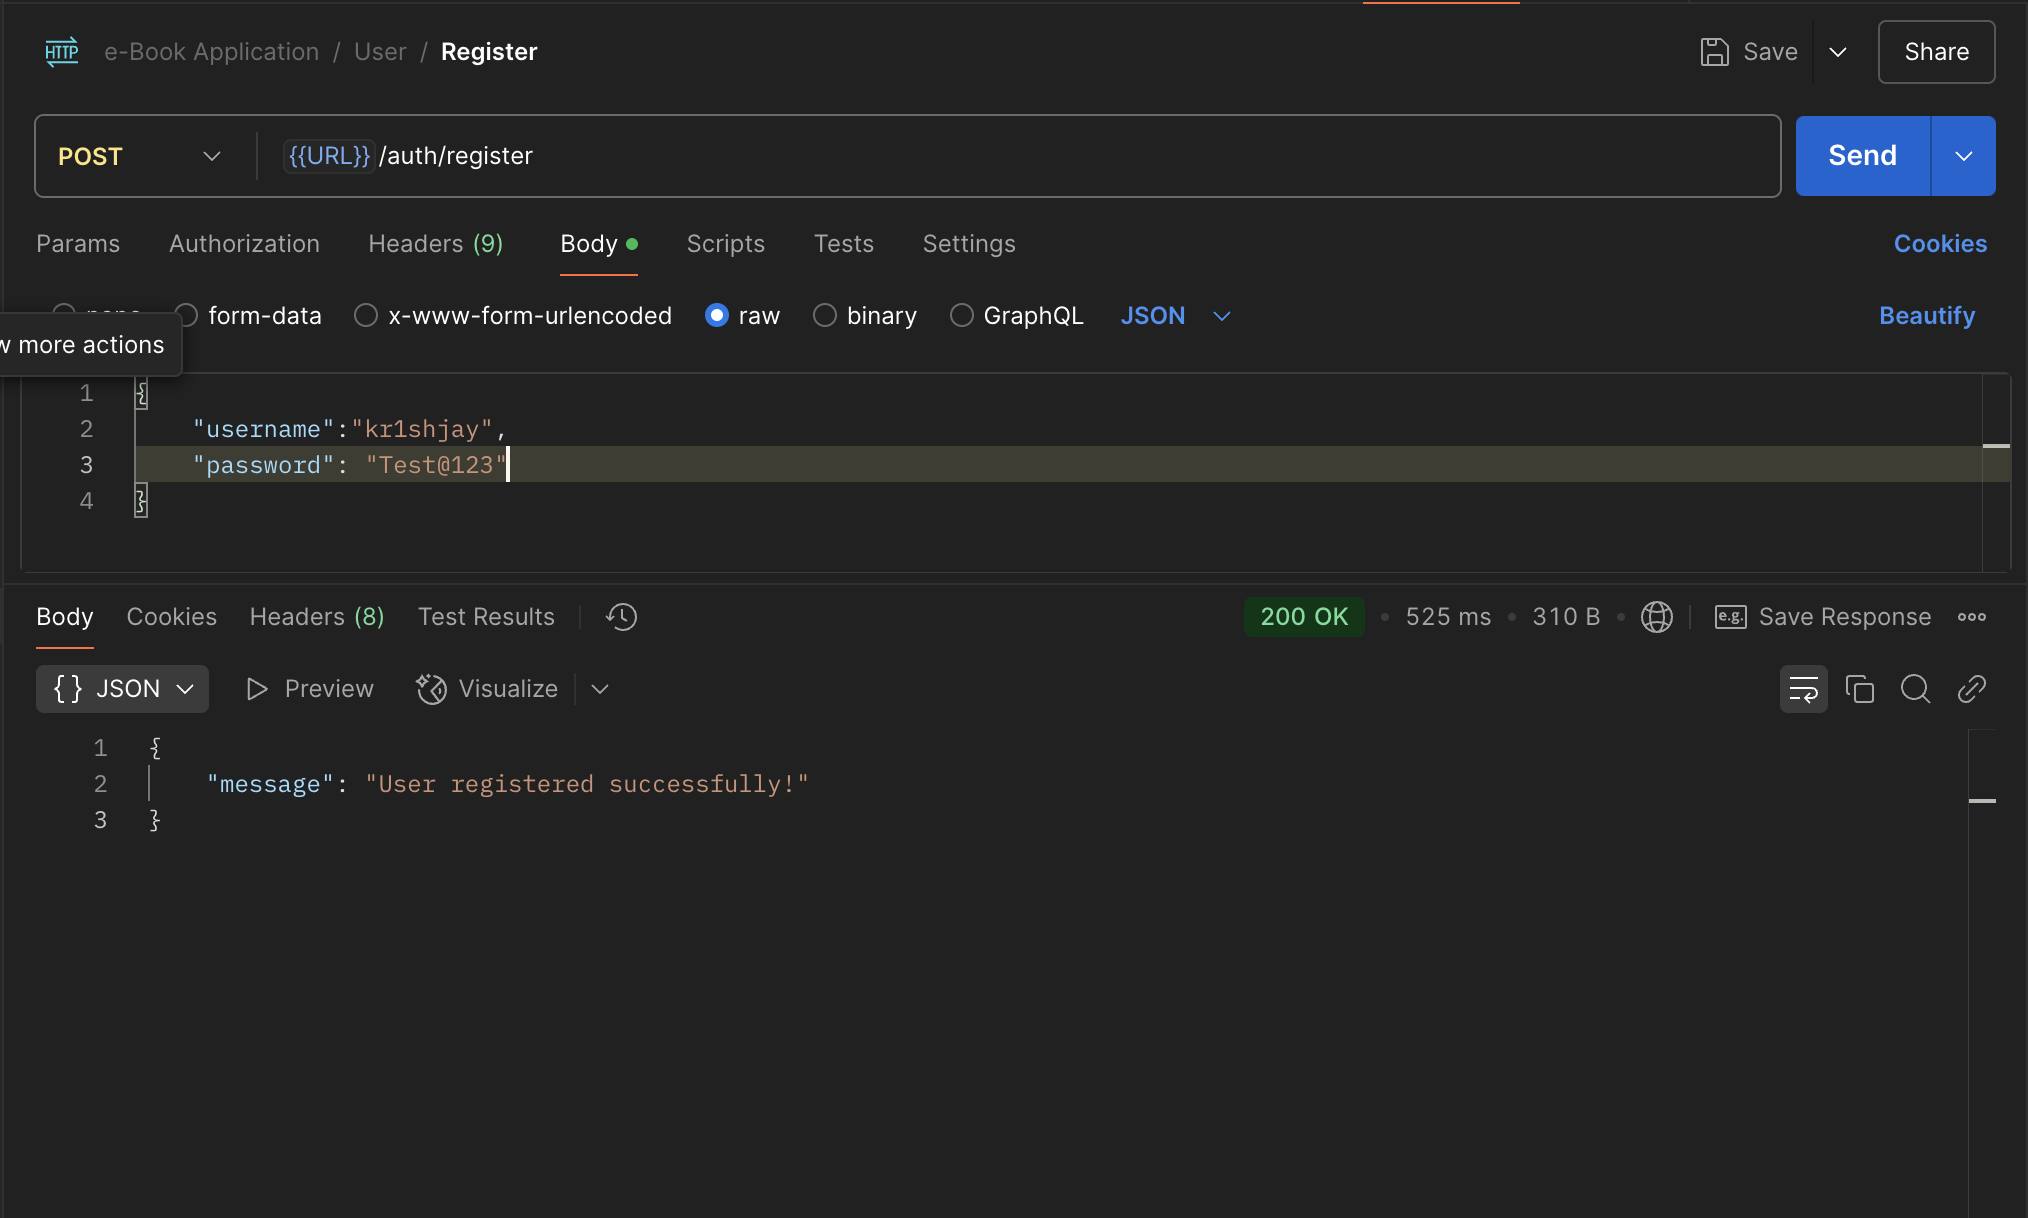 HTTP e-Book Application / User / Register Save Share
POST {{URL}}/auth/register Send
Params Authorization Headers (9) Body Scripts Tests Settings Cookies
form-data x-www-form-urlencoded raw binary GraphQL JSON Beautify
w more actions
1 {
2 "username":"kr1shjay",
3 "password": "Test@123"
4 }
Body Cookies Headers (8) Test Results 200 OK • 525 ms • 310 B • e.g. Save Response
{} JSON Preview Visualize
1 {
2 "message": "User registered successfully!"
3 }